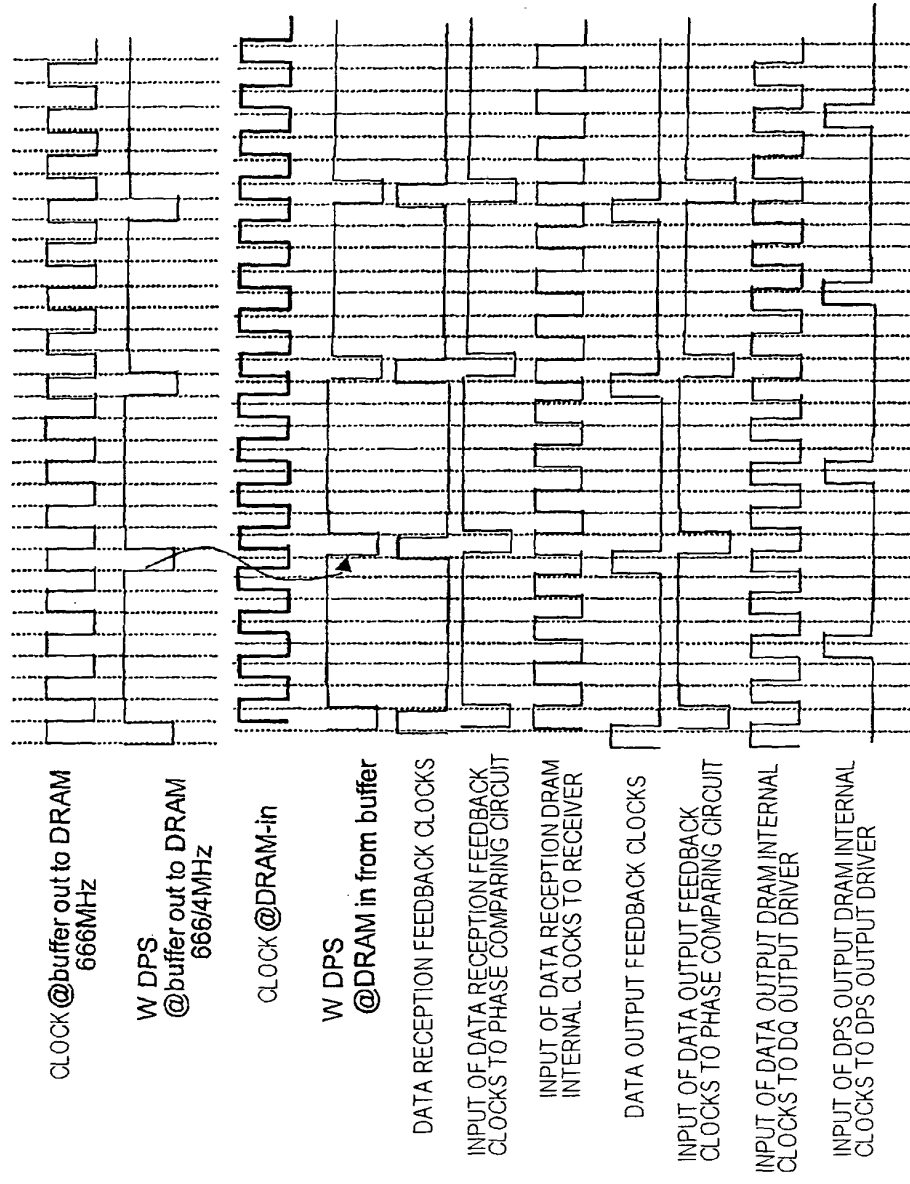 CLOCK@buffer out to DRAM
666MHz
W DPS
@buffer out to DRAM
666/4MHz
CLOCK@DRAM-in
W DPS
@DRAM in from buffer
DATA RECEPTION FEEDBACK CLOCKS
INPUT OF DATA RECEPTION FEEDBACK
CLOCKS TO PHASE COMPARING CIRCUIT
INPUT OF DATA RECEPTION DRAM
INTERNAL CLOCKS TO RECEIVER
DATA OUTPUT FEEDBACK CLOCKS
INPUT OF DATA OUTPUT FEEDBACK
CLOCKS TO PHASE COMPARING CIRCUIT
INPUT OF DATA OUTPUT DRAM INTERNAL
CLOCKS TO DQ OUTPUT DRIVER
INPUT OF DPS OUTPUT DRAM INTERNAL
CLOCKS TO DPS OUTPUT DRIVER